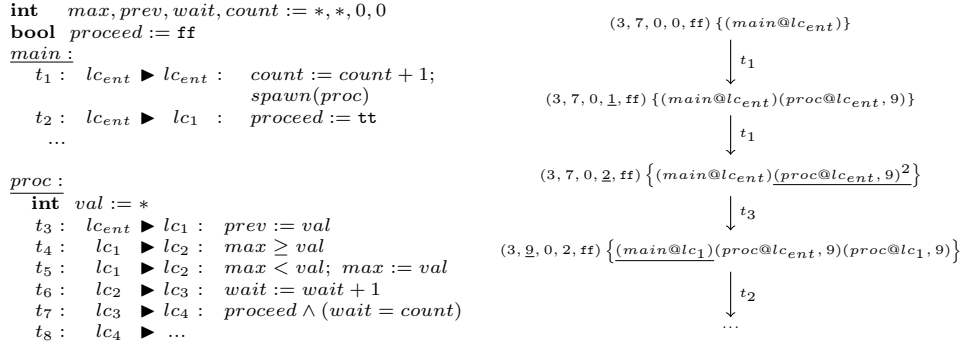 int max, prev, wait, count := ∗, ∗, 0, 0
bool proceed := ff
main :
t1 : lcent ▶ lcent : count := count + 1;
spawn(proc)
t2 : lcent ▶ lc1 : proceed := tt
...
proc :
int val := ∗
t3 : lcent ▶ lc1 : prev := val
t4 : lc1 ▶ lc2 : max ≥ val
t5 : lc1 ▶ lc2 : max < val; max := val
t6 : lc2 ▶ lc3 : wait := wait + 1
t7 : lc3 ▶ lc4 : proceed ∧ (wait = count)
t8 : lc4 ▶ ...
(3, 7, 0, 0, ff) {(main@lcent)}
t1
(3, 7, 0, 1, ff) {(main@lcent)(proc@lcent, 9)}
t1
(3, 7, 0, 2, ff) {(main@lcent)(proc@lcent, 9)²}
t3
(3, 9, 0, 2, ff) {(main@lc1)(proc@lcent, 9)(proc@lc1, 9)}
t2
...